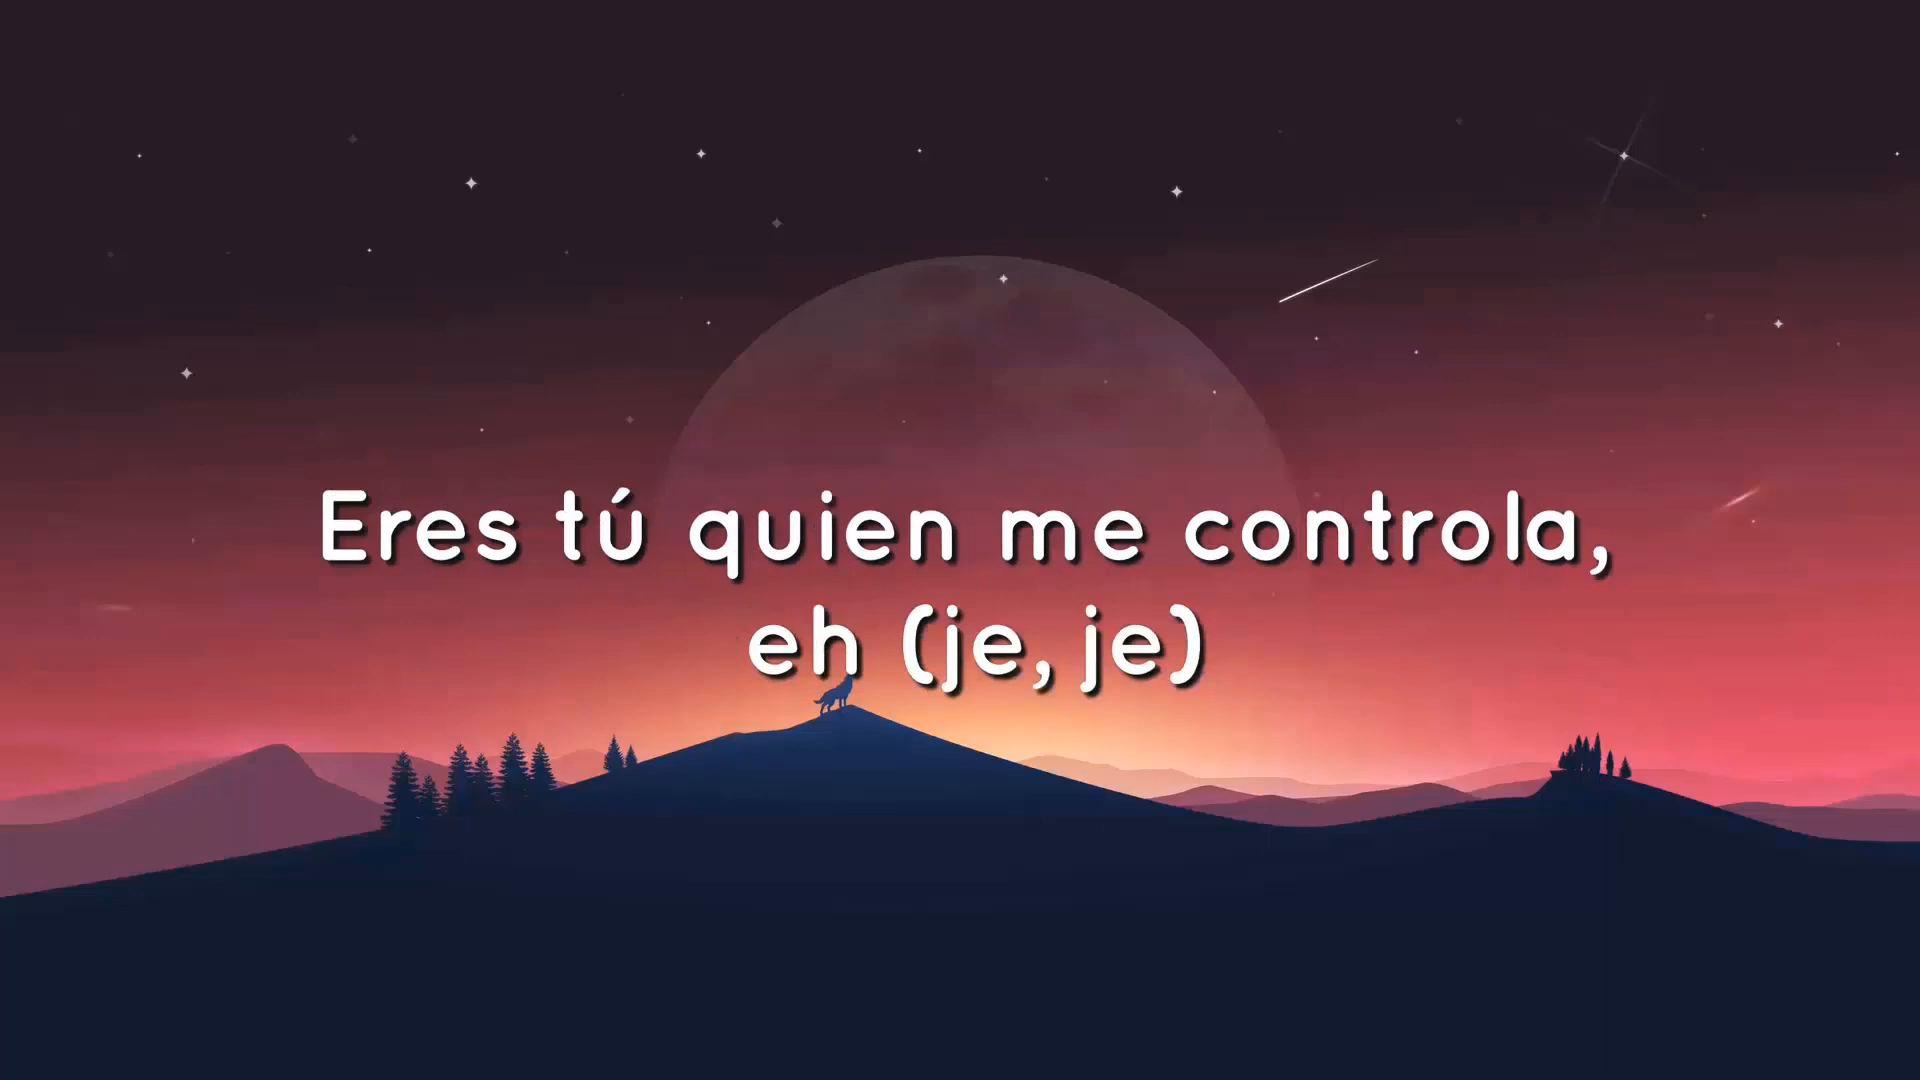 Eres tú quien me controla,
eh (je, je)